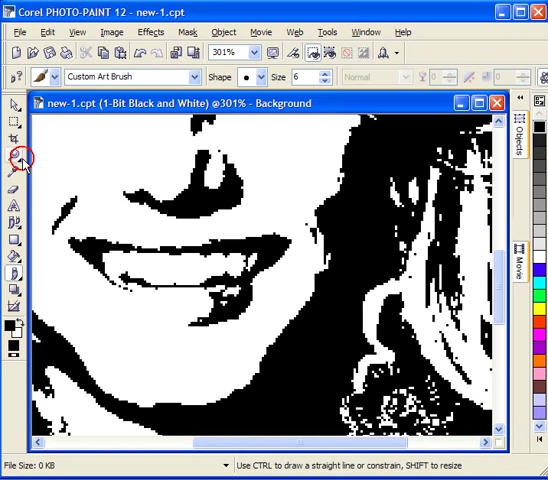 Corel PHOTO-PAINT 12 - new-1.cpt
File Edit View Image Effects Mask Object Movie Web Tools Window Help
301%
Custom Art Brush Shape Size 6 Normal 0 0
new-1.cpt (1-Bit Black and White) @301% - Background
Objects
Movie
File Size: 0 KB Use CTRL to draw a straight line or constrain, SHIFT to resize